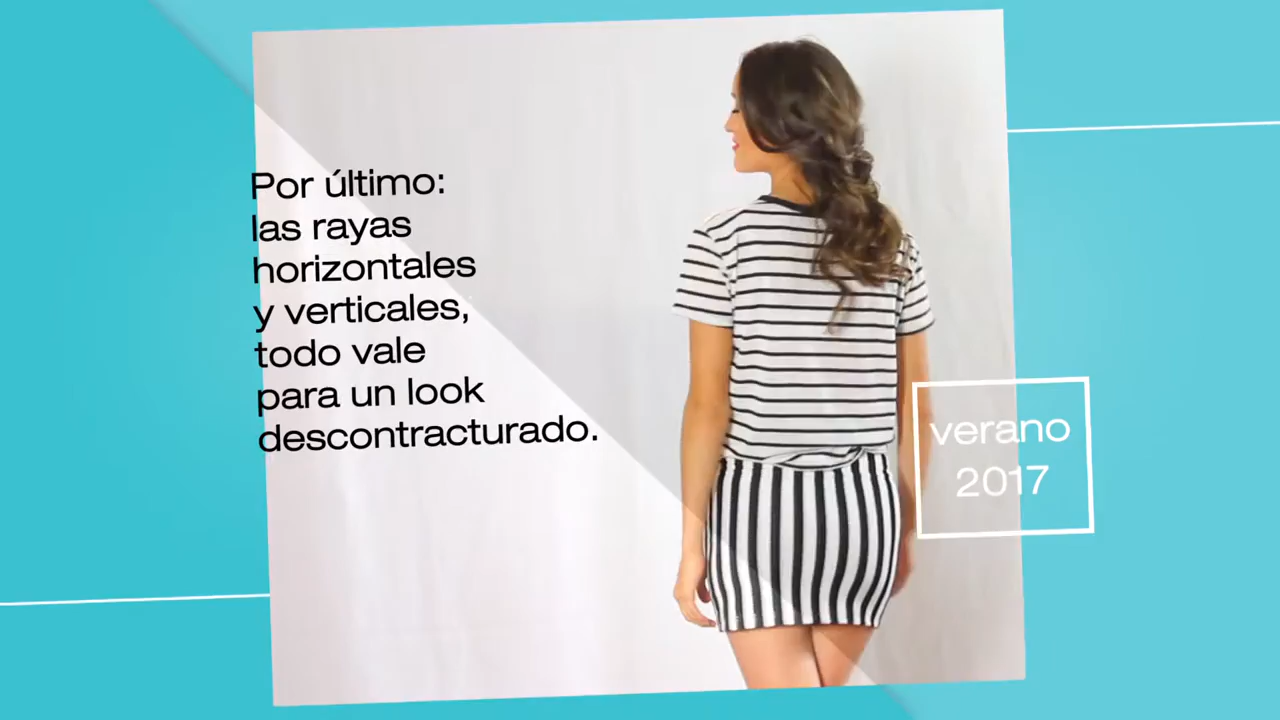 Por último:
las rayas
horizontales
y verticales,
todo vale
para un look
descontracturado.
verano
2017